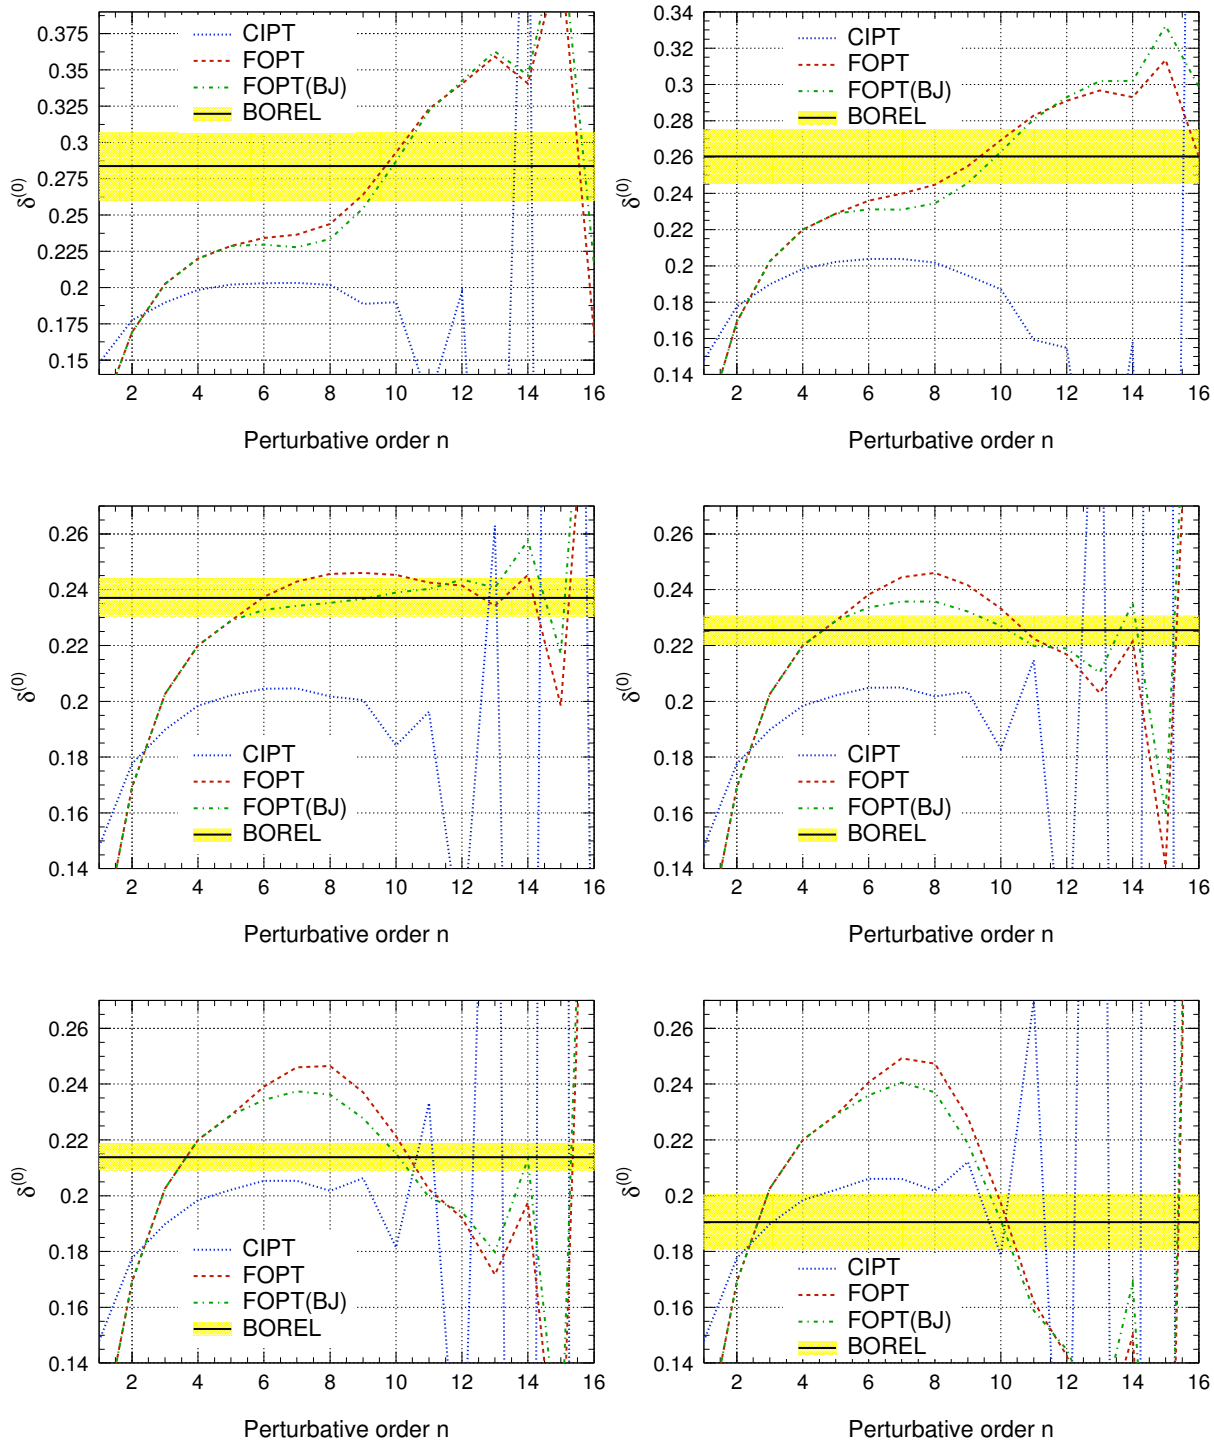 0.375
0.35
0.325
0.3
0.275
0.25
0.225
0.2
0.175
0.15
δ(0)
CIPT
FOPT
FOPT(BJ)
BOREL
2 4 6 8 10 12 14 16
Perturbative order n
0.34
0.32
0.3
0.28
0.26
0.24
0.22
0.2
0.18
0.16
0.14
δ(0)
CIPT
FOPT
FOPT(BJ)
BOREL
2 4 6 8 10 12 14 16
Perturbative order n
0.26
0.24
0.22
0.2
0.18
0.16
0.14
δ(0)
CIPT
FOPT
FOPT(BJ)
BOREL
2 4 6 8 10 12 14 16
Perturbative order n
0.26
0.24
0.22
0.2
0.18
0.16
0.14
δ(0)
CIPT
FOPT
FOPT(BJ)
BOREL
2 4 6 8 10 12 14 16
Perturbative order n
0.26
0.24
0.22
0.2
0.18
0.16
0.14
δ(0)
CIPT
FOPT
FOPT(BJ)
BOREL
2 4 6 8 10 12 14 16
Perturbative order n
0.26
0.24
0.22
0.2
0.18
0.16
0.14
δ(0)
CIPT
FOPT
FOPT(BJ)
BOREL
2 4 6 8 10 12 14 16
Perturbative order n